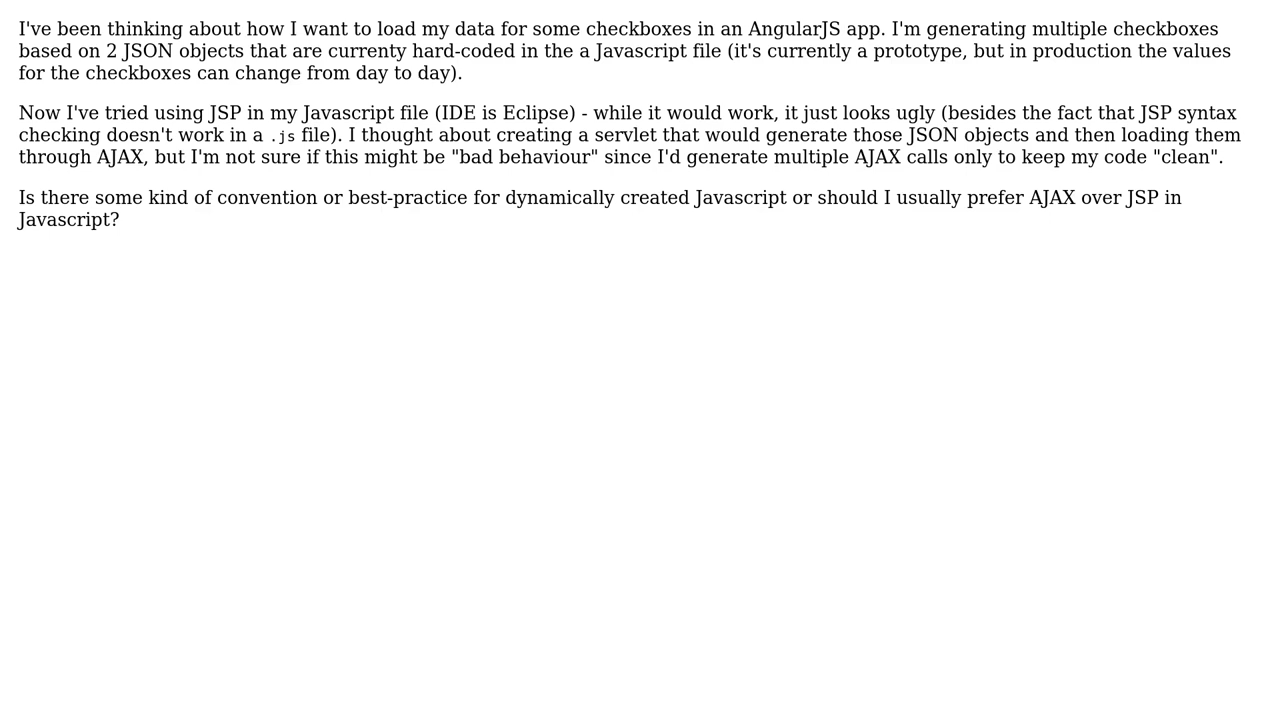 I've been thinking about how I want to load my data for some checkboxes in an AngularJS app. I'm generating multiple checkboxes
based on 2 JSON objects that are currenty hard-coded in the a Javascript file (it's currently a prototype, but in production the values
for the checkboxes can change from day to day).
Now I've tried using JSP in my Javascript file (IDE is Eclipse) - while it would work, it just looks ugly (besides the fact that JSP syntax
checking doesn't work in a .js file). I thought about creating a servlet that would generate those JSON objects and then loading them
through AJAX, but I'm not sure if this might be "bad behaviour" since I'd generate multiple AJAX calls only to keep my code "clean".
Is there some kind of convention or best-practice for dynamically created Javascript or should I usually prefer AJAX over JSP in
Javascript?